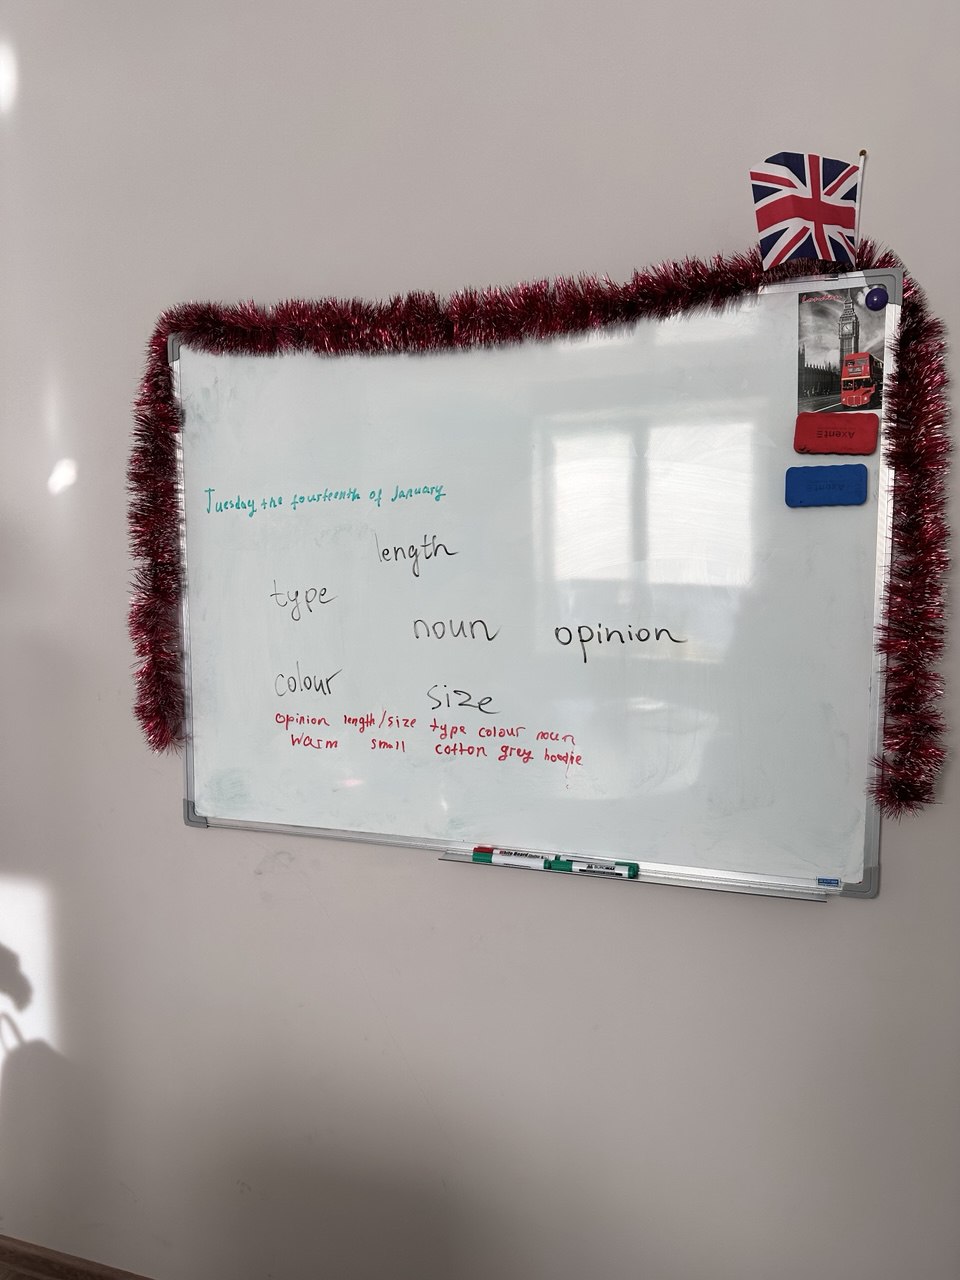 London
Axent
Axent
Tuesday the fourteenth of January
length
type
noun opinion
colour
size
opinion length/size type colour noun
warm small cotton grey hoodie
White Board